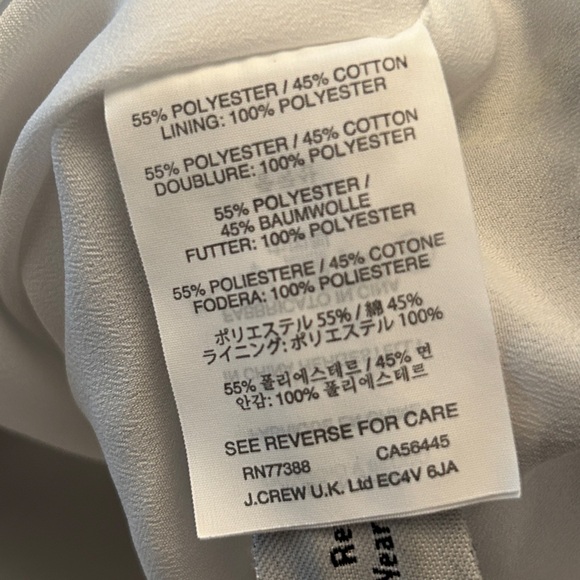 55% POLYESTER / 45% COTTON
LINING: 100% POLYESTER
55% POLYESTER / 45% COTTON
DOUBLURE: 100% POLYESTER
55% POLYESTER /
45% BAUMWOLLE
FUTTER: 100% POLYESTER
55% POLIESTERE / 45% COTONE
FODERA: 100% POLIESTERE
ポリエステル 55% / 綿 45%
ライニング: ポリエステル 100%
55% 폴리에스테르 / 45% 면
안감: 100% 폴리에스테르
SEE REVERSE FOR CARE
RN77388 CA56445
J.CREW U.K. Ltd EC4V 6JA
Re
Wear